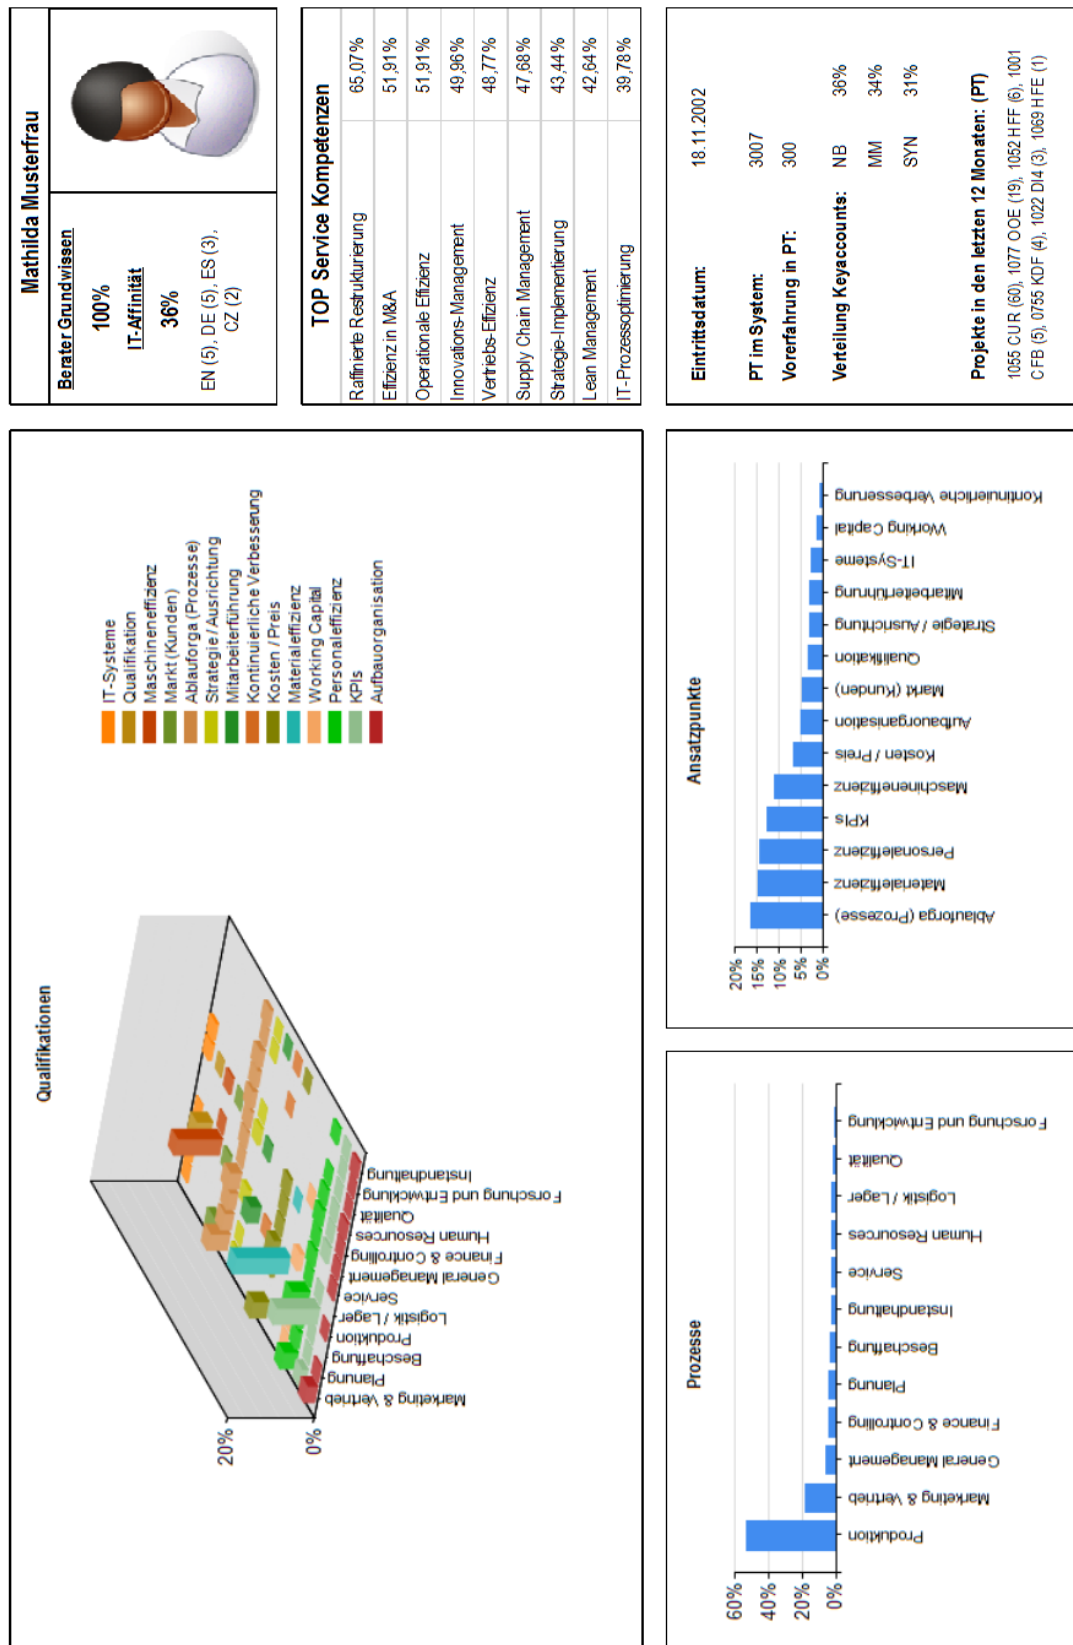 Mathilda Musterfrau
Berater Grundwissen
100%
IT-Affinität
36%
EN (5), DE (5), ES (3),
CZ (2)
TOP Service Kompetenzen
Raffinierte Restrukturierung 65,07%
Effizienz in M&A 51,91%
Operationale Effizienz 51,91%
Innovations-Management 49,96%
Vertriebs-Effizienz 48,77%
Supply Chain Management 47,68%
Strategie-Implementierung 43,44%
Lean Management 42,64%
IT-Prozessoptimierung 39,78%
Eintrittsdatum: 18.11.2002
PT im System: 3007
Vorerfahrung in PT: 300
Verteilung Keyaccounts: NB 36%
MM 34%
SYN 31%
Projekte in den letzten 12 Monaten: (PT)
1055 CUR (60), 1077 OOE (19), 1052 HFF (6), 1001
CFB (5), 0755 KDF (4), 1022 DI4 (3), 1069 HFE (1)
Qualifikationen
20%
0%
Marketing & Vertrieb
Planung
Beschaffung
Produktion
Logistik / Lager
Service
General Management
Finance & Controlling
Human Resources
Qualität
Forschung und Entwicklung
Instandhaltung
IT-Systeme
Qualifikation
Maschineneffizienz
Markt (Kunden)
Ablauforga (Prozesse)
Strategie / Ausrichtung
Mitarbeiterführung
Kontinuierliche Verbesserung
Kosten / Preis
Materialeffizienz
Working Capital
Personaleffizienz
KPIs
Aufbauorganisation
Prozesse
60%
40%
20%
0%
Produktion
Marketing & Vertrieb
General Management
Finance & Controlling
Planung
Beschaffung
Instandhaltung
Service
Human Resources
Logistik / Lager
Qualität
Forschung und Entwicklung
Ansatzpunkte
20%
15%
10%
5%
0%
Ablauforga (Prozesse)
Materialeffizienz
Personaleffizienz
KPIs
Maschineneffizienz
Kosten / Preis
Aufbauorganisation
Markt (Kunden)
Qualifikation
Strategie / Ausrichtung
Mitarbeiterführung
IT-Systeme
Working Capital
Kontinuierliche Verbesserung